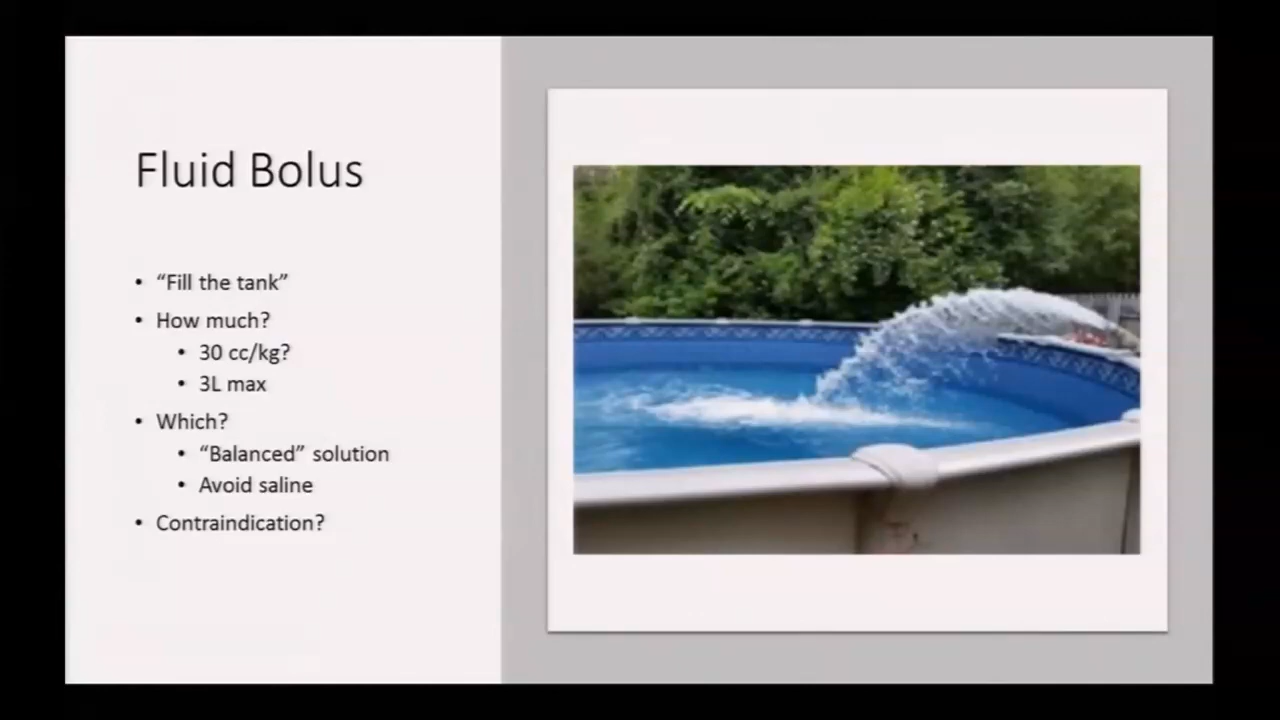 Fluid Bolus
• “Fill the tank”
• How much?
• 30 cc/kg?
• 3L max
• Which?
• “Balanced” solution
• Avoid saline
• Contraindication?